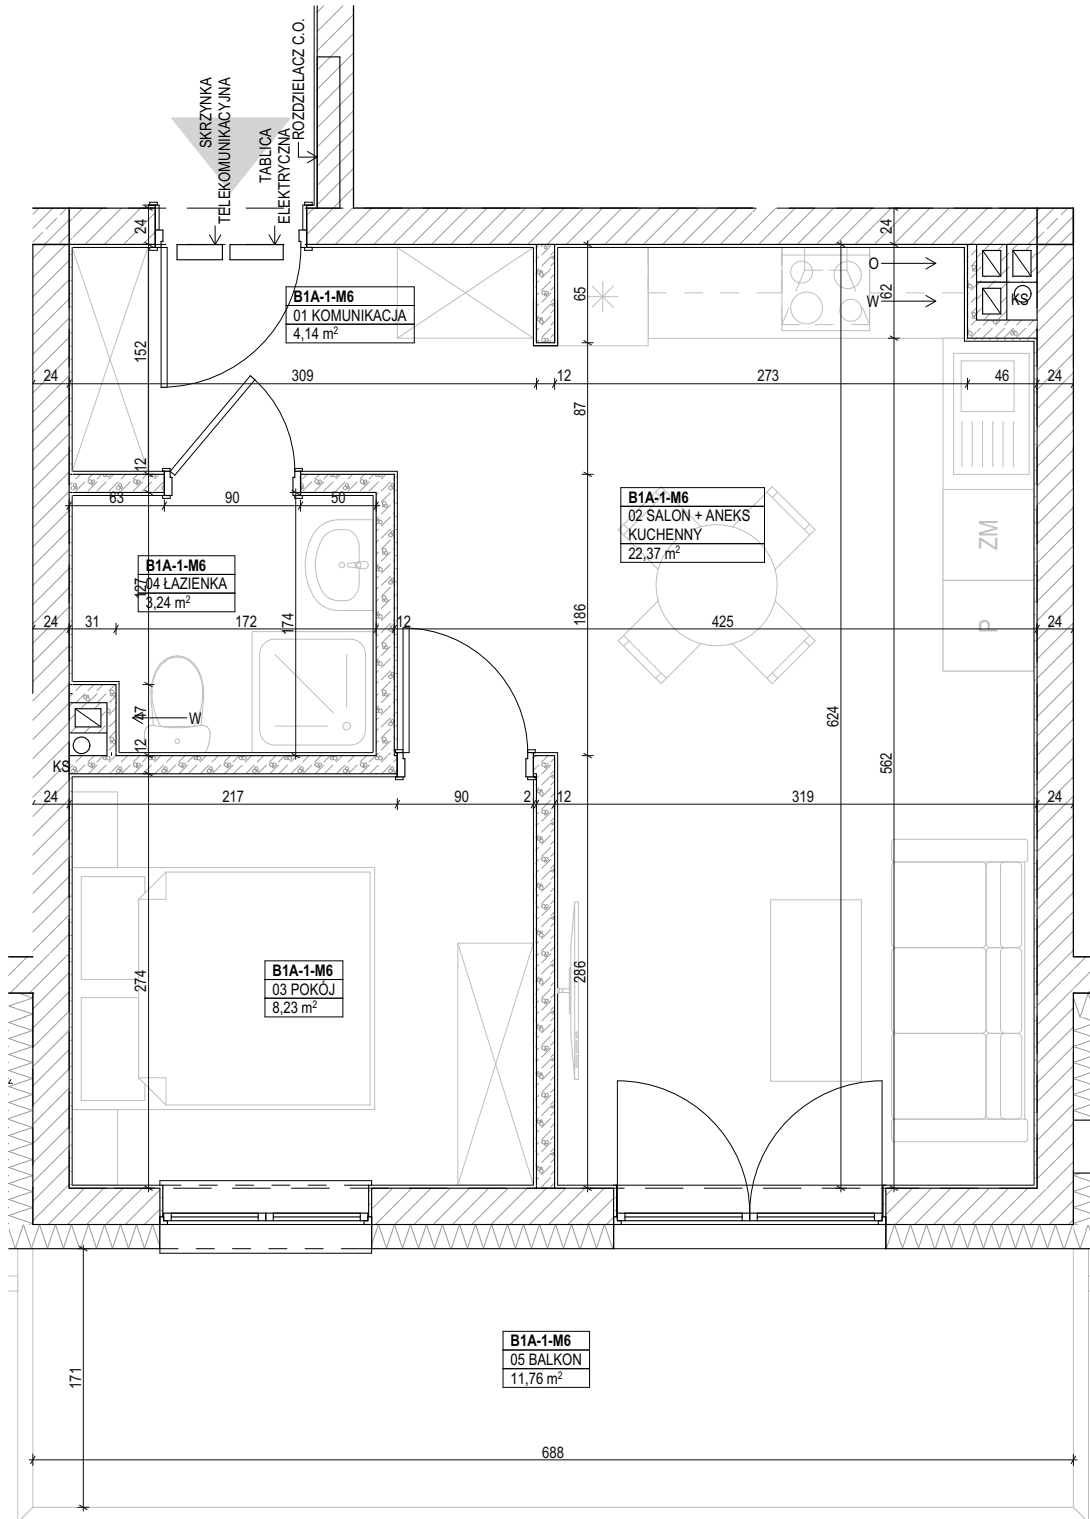 SKRZYNKA
TELEKOMUNIKACYJNA
TABLICA
ELEKTRYCZNA
ROZDZIELACZ C.O.
24
24
B1A-1-M6
01 KOMUNIKACJA
4,14 m²
65
62
O
W
KS
152
24
309
12
273
46
24
87
12
63
90
50
B1A-1-M6
02 SALON + ANEKS
KUCHENNY
22,37 m²
ZM
B1A-1-M6
04 ŁAZIENKA
3,24 m²
127
24
31
172
174
12
186
425
24
P
47
W
12
KS
624
562
24
217
90
2
12
319
24
274
B1A-1-M6
03 POKÓJ
8,23 m²
286
B1A-1-M6
05 BALKON
11,76 m²
171
688